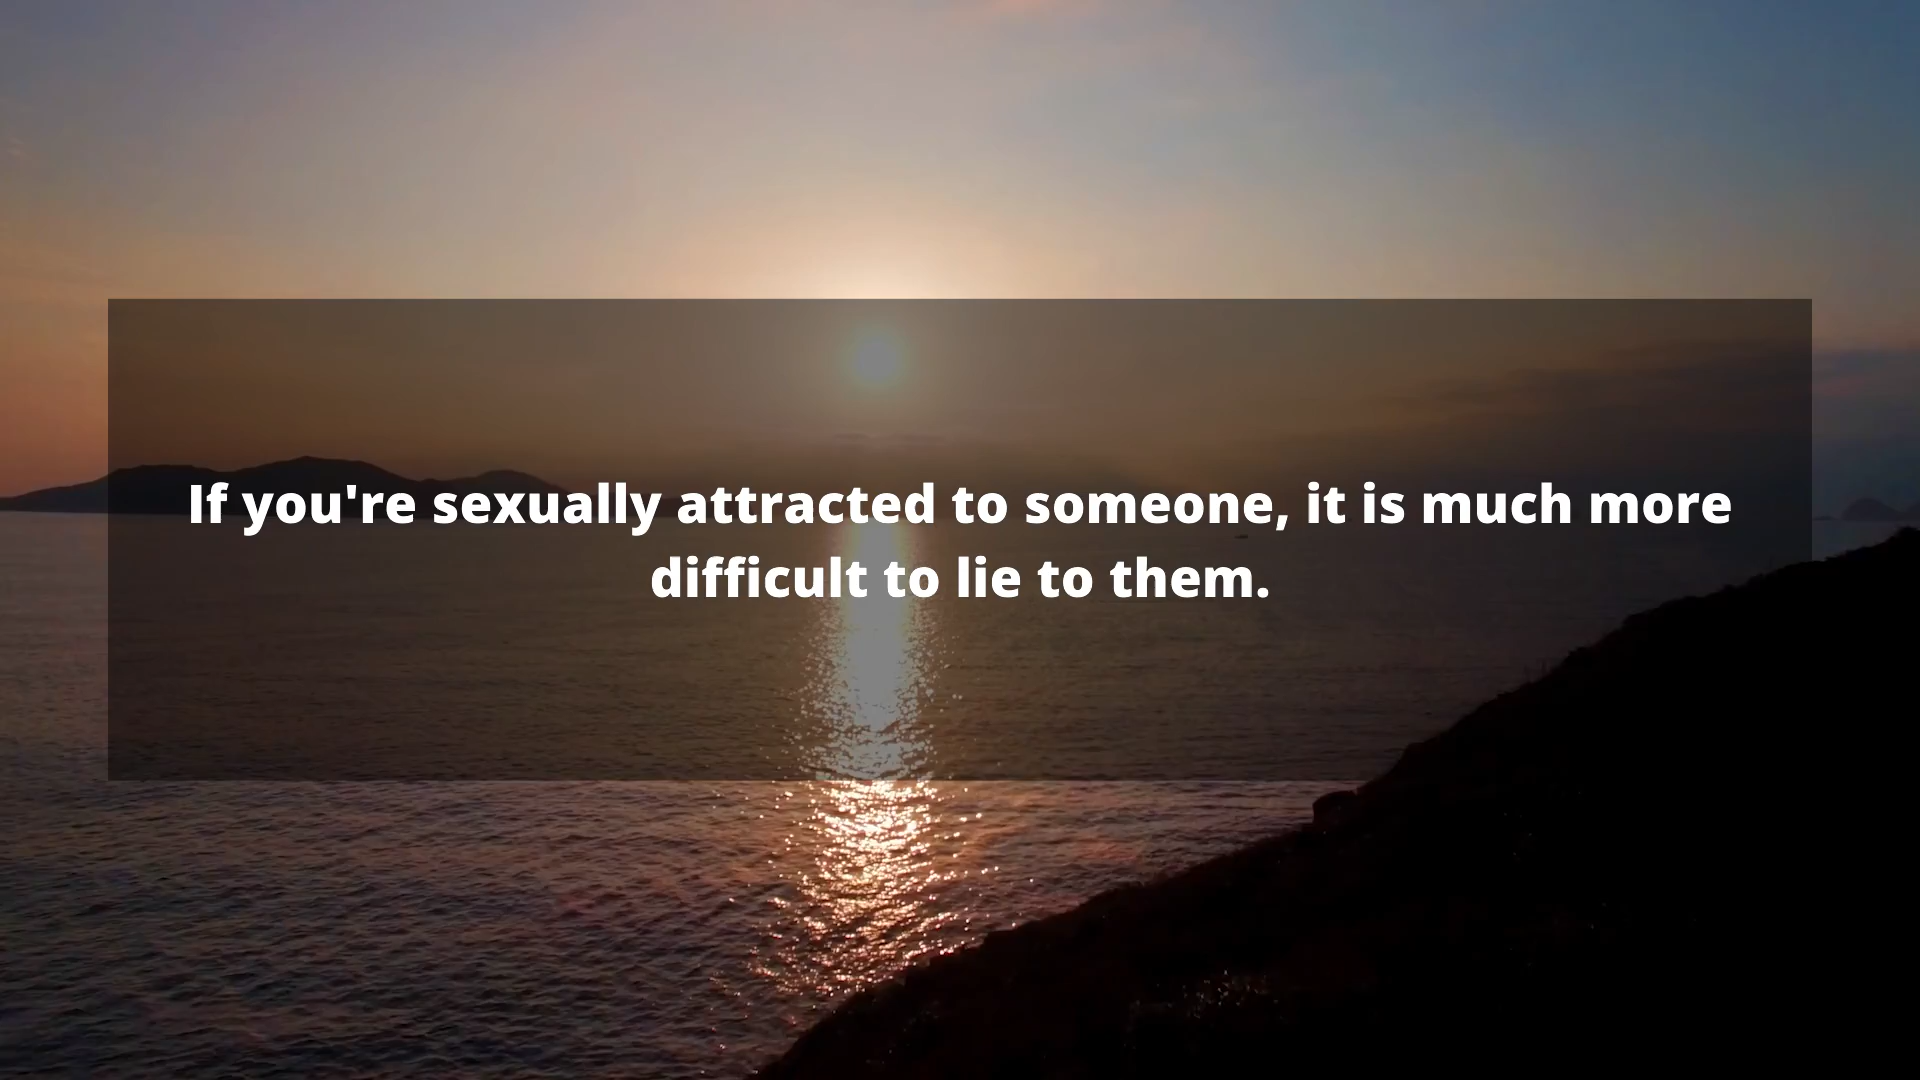 If you're sexually attracted to someone, it is much more
difficult to lie to them.